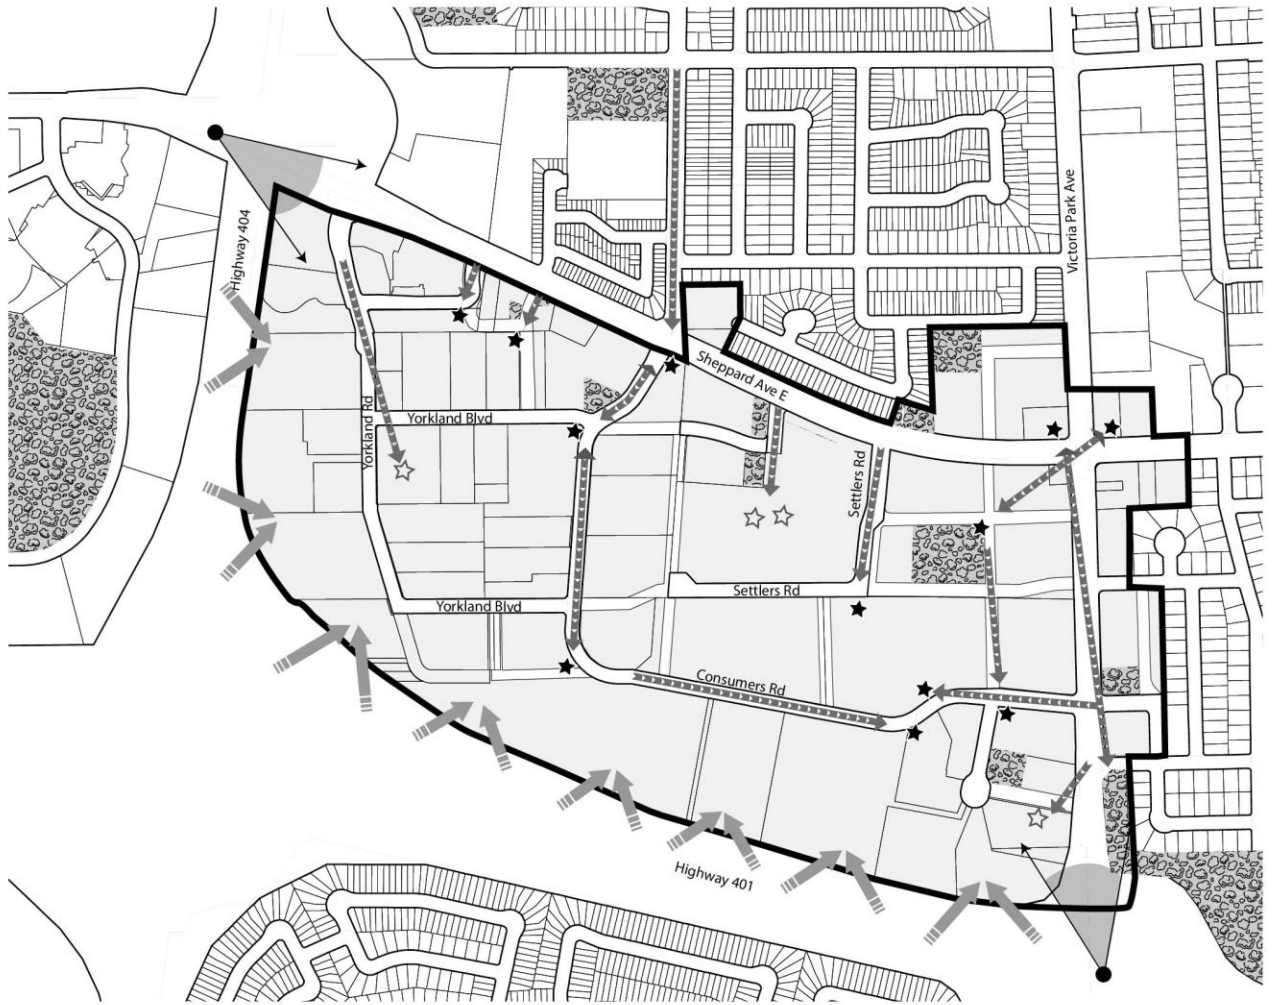 Victoria Park Ave
Highway 404
Sheppard Ave E
Yorkland Rd
Yorkland Blvd
Settlers Rd
Settlers Rd
Yorkland Blvd
Consumers Rd
Highway 401